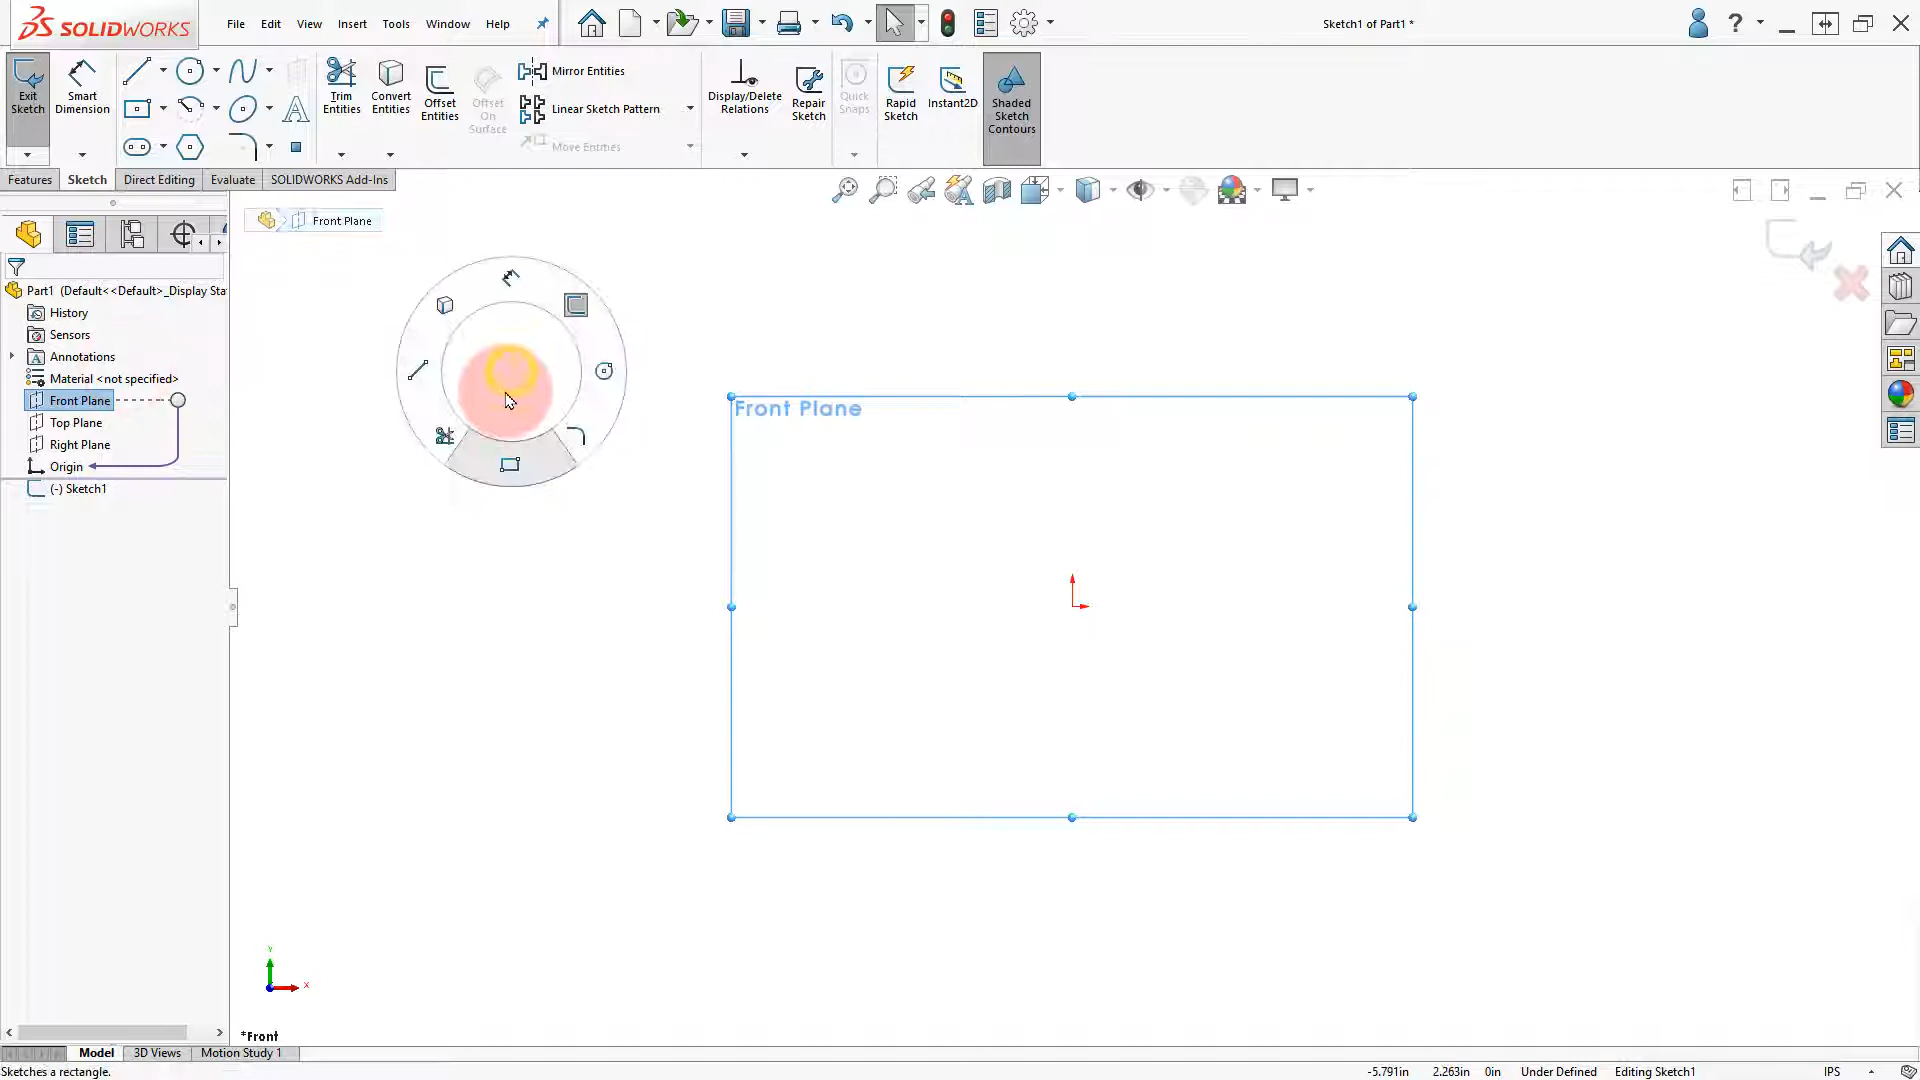 SOLIDWORKS
File Edit View Insert Tools Window Help
Sketch1 of Part1 *
?
Exit Sketch
Smart Dimension
Trim Entities
Convert Entities
Offset Entities
Offset On Surface
Mirror Entities
Linear Sketch Pattern
Move Entities
Display/Delete Relations
Repair Sketch
Quick Snaps
Rapid Sketch
Instant2D
Shaded Sketch Contours
Features Sketch Direct Editing Evaluate SOLIDWORKS Add-Ins
Front Plane
Part1 (Default<<Default>_Display Sta
History
Sensors
Annotations
Material <not specified>
Front Plane
Top Plane
Right Plane
Origin
(-) Sketch1
Front Plane
Y
X
*Front
Model 3D Views Motion Study 1
Sketches a rectangle.
-5.791in 2.263in 0in Under Defined Editing Sketch1 IPS